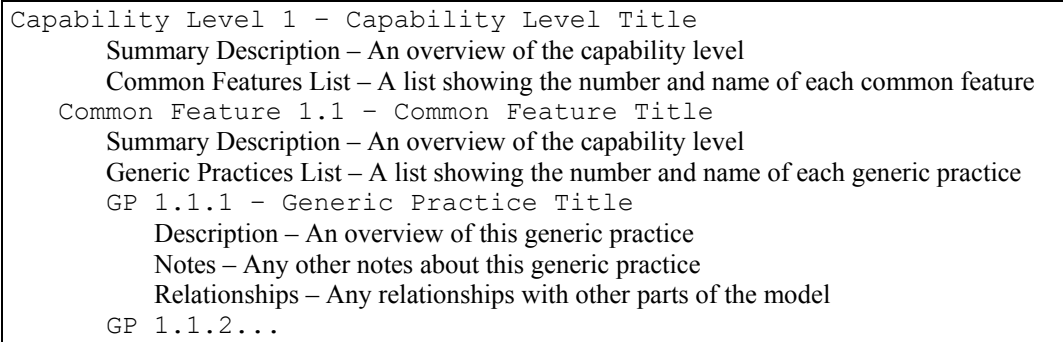 Capability Level 1 – Capability Level Title
Summary Description – An overview of the capability level
Common Features List – A list showing the number and name of each common feature
Common Feature 1.1 – Common Feature Title
Summary Description – An overview of the capability level
Generic Practices List – A list showing the number and name of each generic practice
GP 1.1.1 – Generic Practice Title
Description – An overview of this generic practice
Notes – Any other notes about this generic practice
Relationships – Any relationships with other parts of the model
GP 1.1.2...